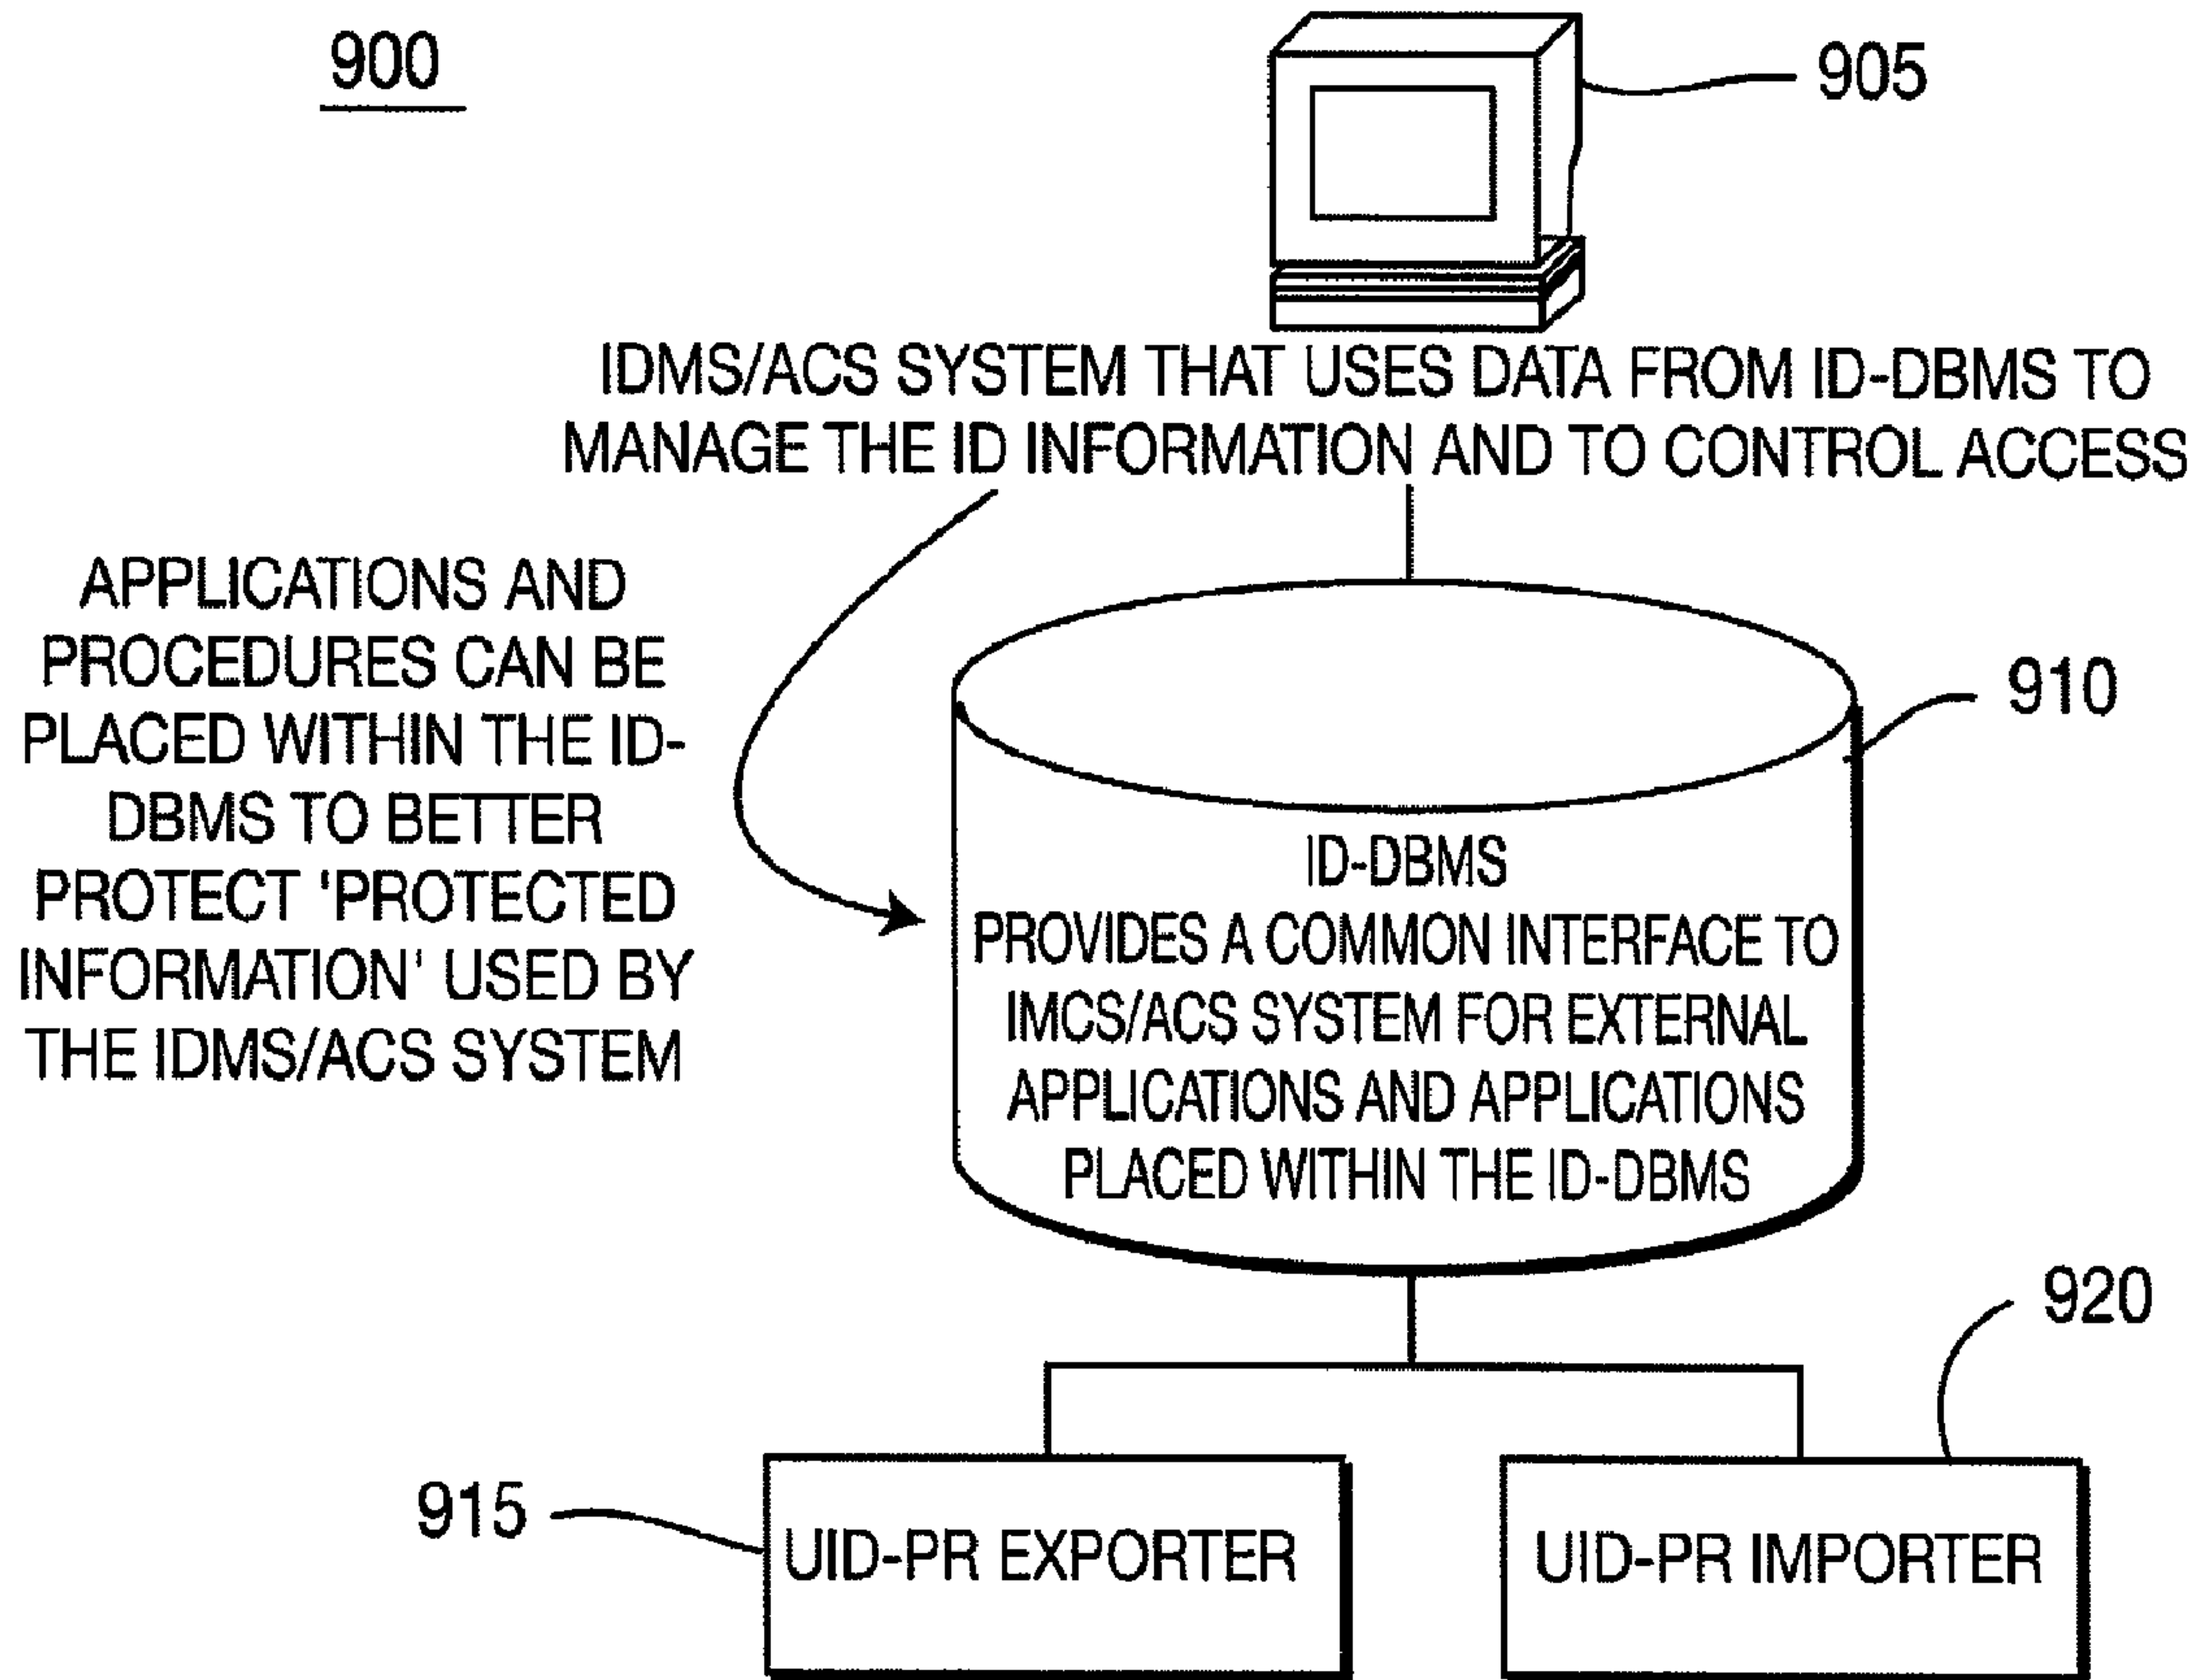 900
905
IDMS/ACS SYSTEM THAT USES DATA FROM ID-DBMS TO
MANAGE THE ID INFORMATION AND TO CONTROL ACCESS
APPLICATIONS AND
PROCEDURES CAN BE
PLACED WITHIN THE ID-
DBMS TO BETTER
PROTECT 'PROTECTED
INFORMATION' USED BY
THE IDMS/ACS SYSTEM
910
ID-DBMS
PROVIDES A COMMON INTERFACE TO
IMCS/ACS SYSTEM FOR EXTERNAL
APPLICATIONS AND APPLICATIONS
PLACED WITHIN THE ID-DBMS
920
915
UID-PR EXPORTER
UID-PR IMPORTER